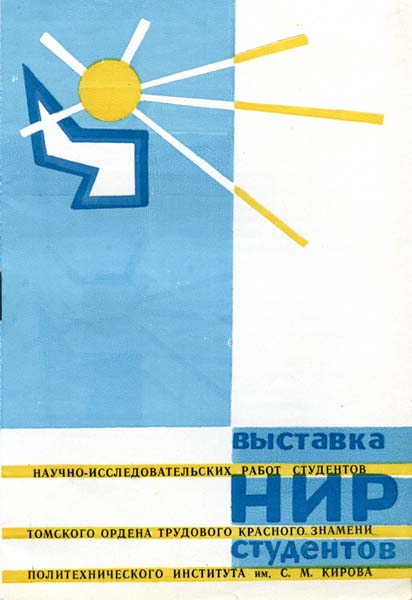 выставка
НАУЧНО-ИССЛЕДОВАТЕЛЬСКИХ РАБОТ СТУДЕНТОВ
НИР
ТОМСКОГО ОРДЕНА ТРУДОВОГО КРАСНОГО ЗНАМЕНИ
студентов
ПОЛИТЕХНИЧЕСКОГО ИНСТИТУТА им. С. М. КИРОВА